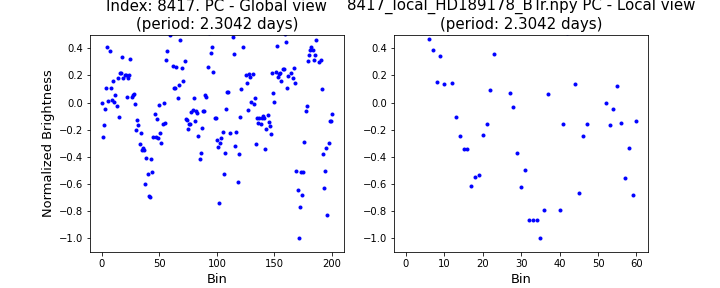 Index: 8417. PC - Global view
(period: 2.3042 days)
8417_local_HD189178_BTr.npy PC - Local view
(period: 2.3042 days)
Normalized Brightness
0.4
0.2
0.0
−0.2
−0.4
−0.6
−0.8
−1.0
0 50 100 150 200
Bin
0.4
0.2
0.0
−0.2
−0.4
−0.6
−0.8
−1.0
0 10 20 30 40 50 60
Bin